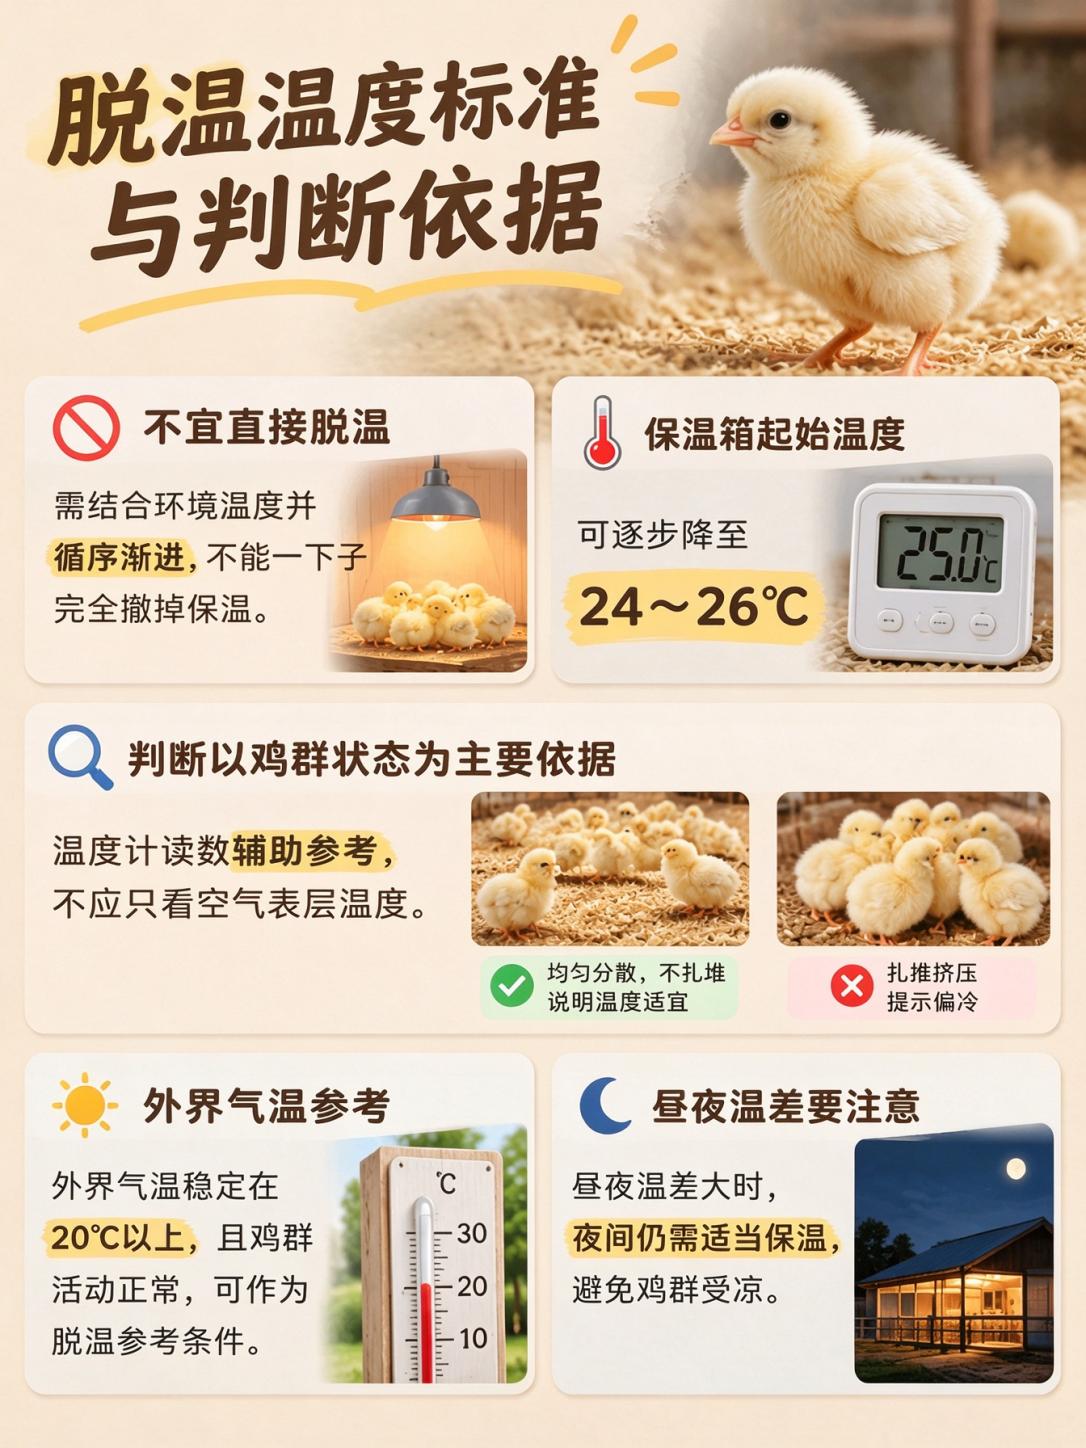 脱温温度标准
与判断依据
不宜直接脱温
需结合环境温度并
循序渐进，不能一下子
完全撤掉保温。
保温箱起始温度
可逐步降至
24～26℃
25.0℃
判断以鸡群状态为主要依据
温度计读数辅助参考，
不应只看空气表层温度。
均匀分散，不扎堆
说明温度适宜
扎推挤压
提示偏冷
外界气温参考
外界气温稳定在
20℃以上，且鸡群
活动正常，可作为
脱温参考条件。
℃
30
20
10
昼夜温差要注意
昼夜温差大时，
夜间仍需适当保温，
避免鸡群受凉。